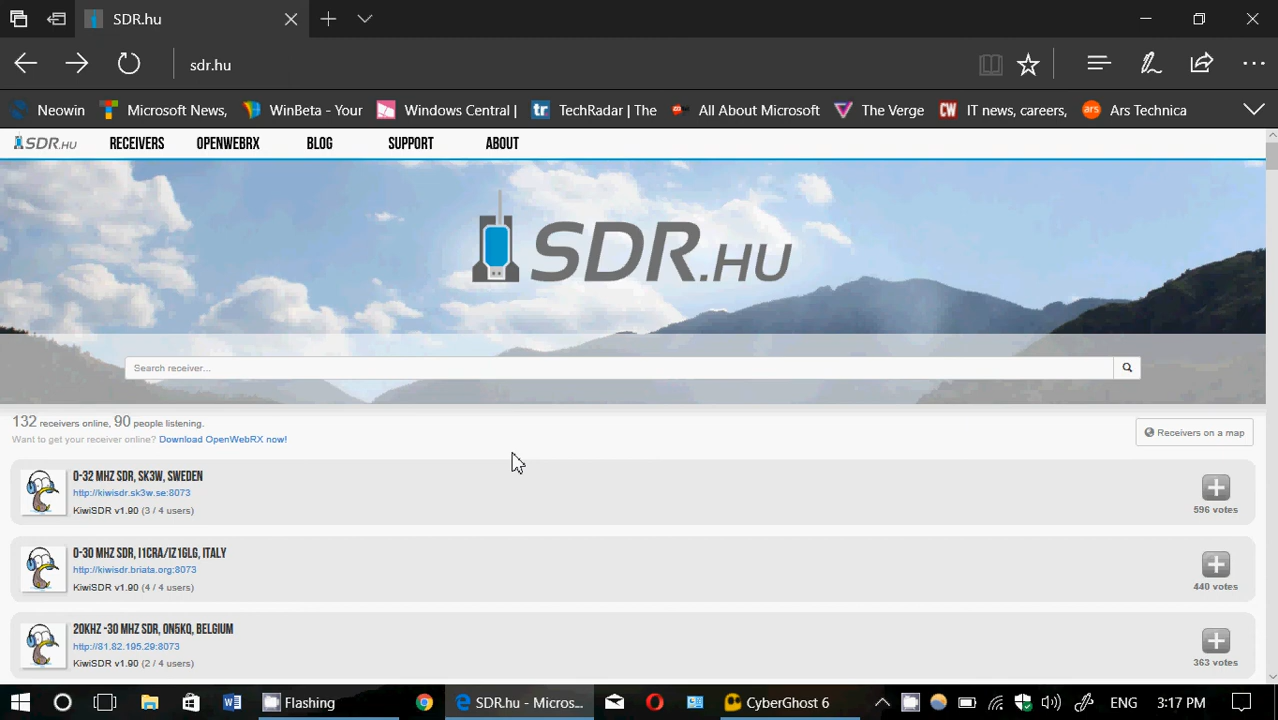 SDR.hu
sdr.hu
Neowin Microsoft News, WinBeta - Your Windows Central | TechRadar | The All About Microsoft The Verge IT news, careers, Ars Technica
SDR.HU RECEIVERS OPENWEBRX BLOG SUPPORT ABOUT
SDR.HU
Search receiver...
132 receivers online, 90 people listening.
Want to get your receiver online? Download OpenWebRX now!
Receivers on a map
0-32 MHZ SDR, SK3W, SWEDEN
http://kiwisdr.sk3w.se:8073
KiwiSDR v1.90 (3 / 4 users)
596 votes
0-30 MHZ SDR, I1CRA/IZ1GLG, ITALY
http://kiwisdr.briata.org:8073
KiwiSDR v1.90 (4 / 4 users)
440 votes
20KHZ -30 MHZ SDR, ON5KQ, BELGIUM
http://81.82.195.29:8073
KiwiSDR v1.90 (2 / 4 users)
363 votes
Flashing SDR.hu - Micros... CyberGhost 6 ENG 3:17 PM